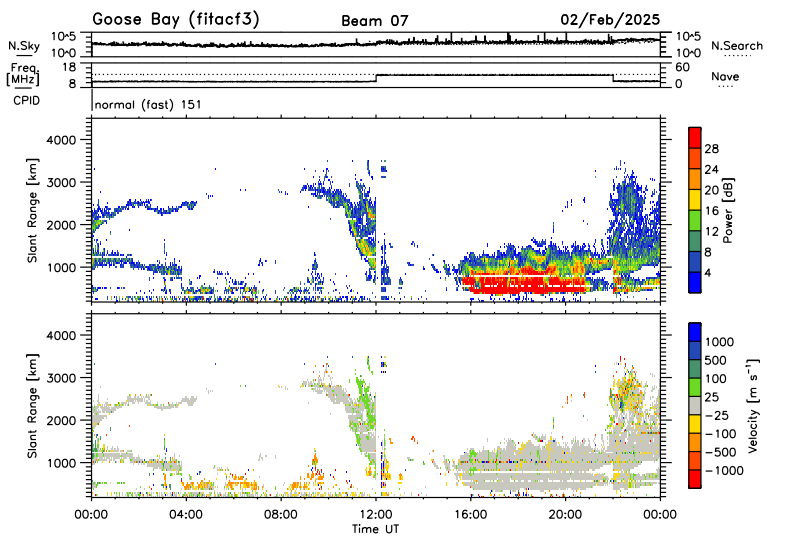 Goose Bay (fitacf3) Beam 07 02/Feb/2025
N.Sky 10^5 10^0 10^5 10^0 N.Search
Freq. [MHz] 18 8 60 0 Nave
CPID normal (fast) 151
Slant Range [km] 4000 3000 2000 1000
Power [dB] 28 24 20 16 12 8 4
Slant Range [km] 4000 3000 2000 1000
Velocity [m s⁻¹] 1000 500 100 25 −25 −100 −500 −1000
00:00 04:00 08:00 12:00 16:00 20:00 00:00
Time UT